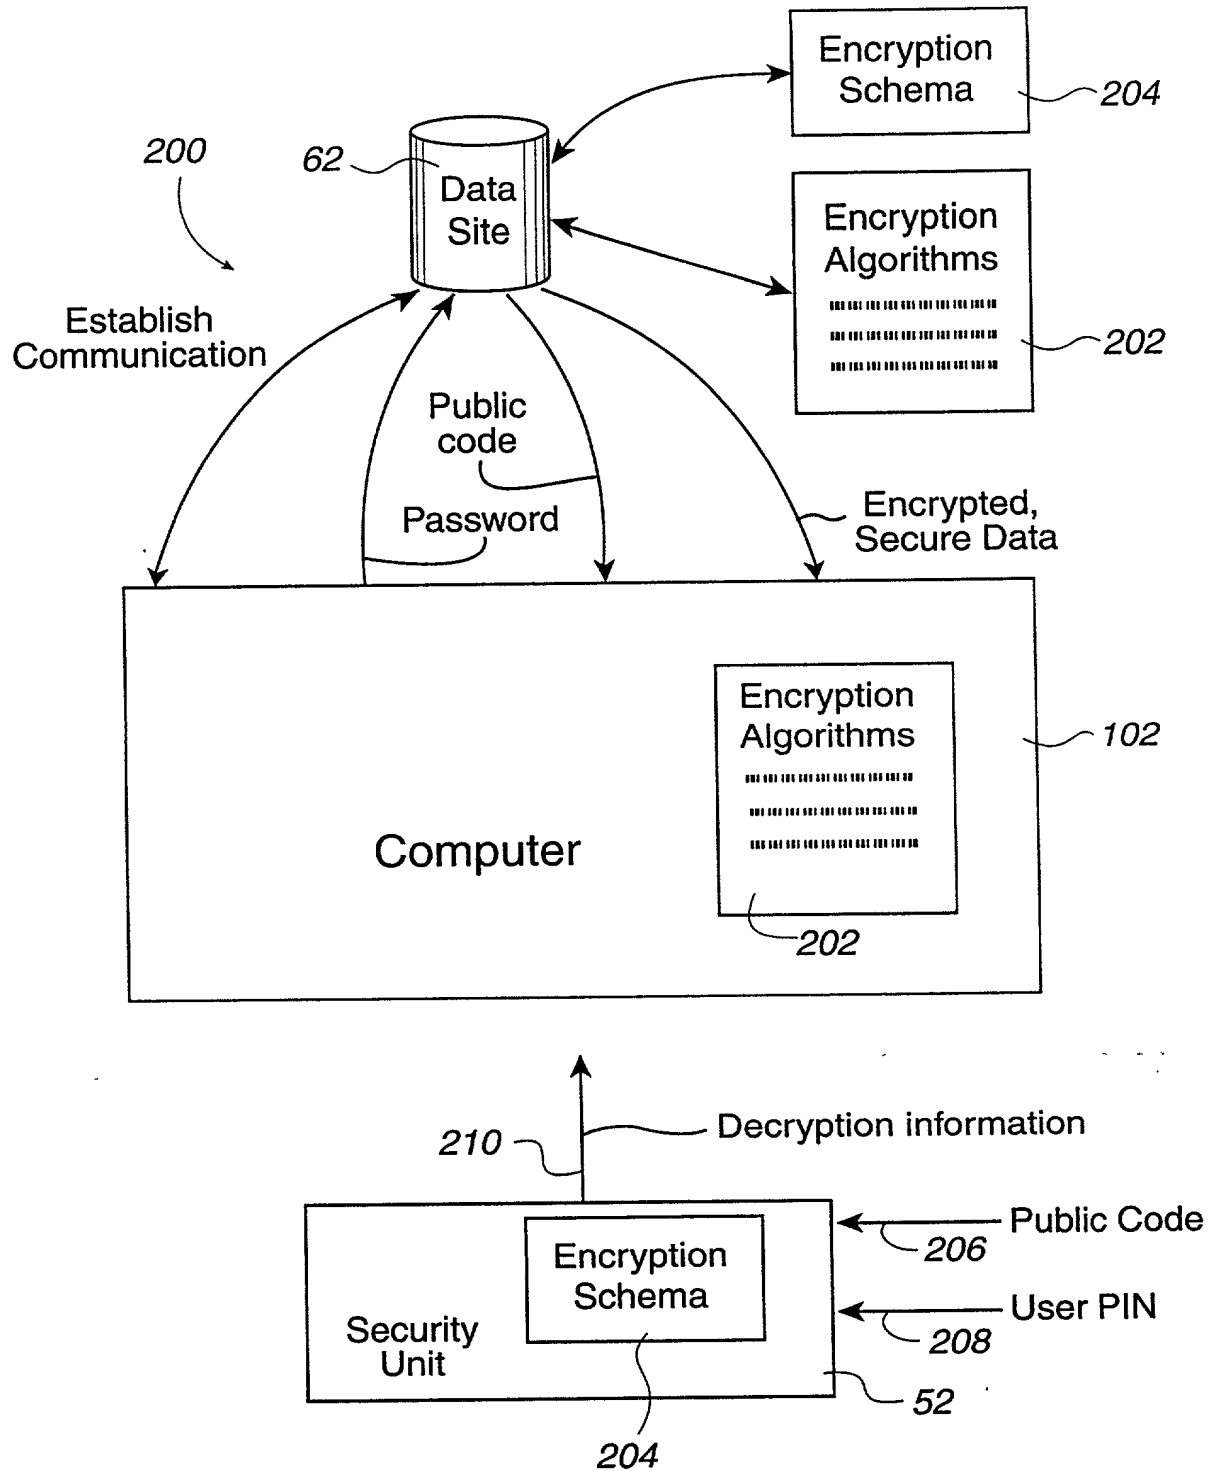 Encryption
Schema
204
200
62
Data
Site
Encryption
Algorithms
202
Establish
Communication
Public
code
Password
Encrypted,
Secure Data
Encryption
Algorithms
102
Computer
202
Decryption information
210
Public Code
206
Encryption
Schema
User PIN
208
Security
Unit
52
204